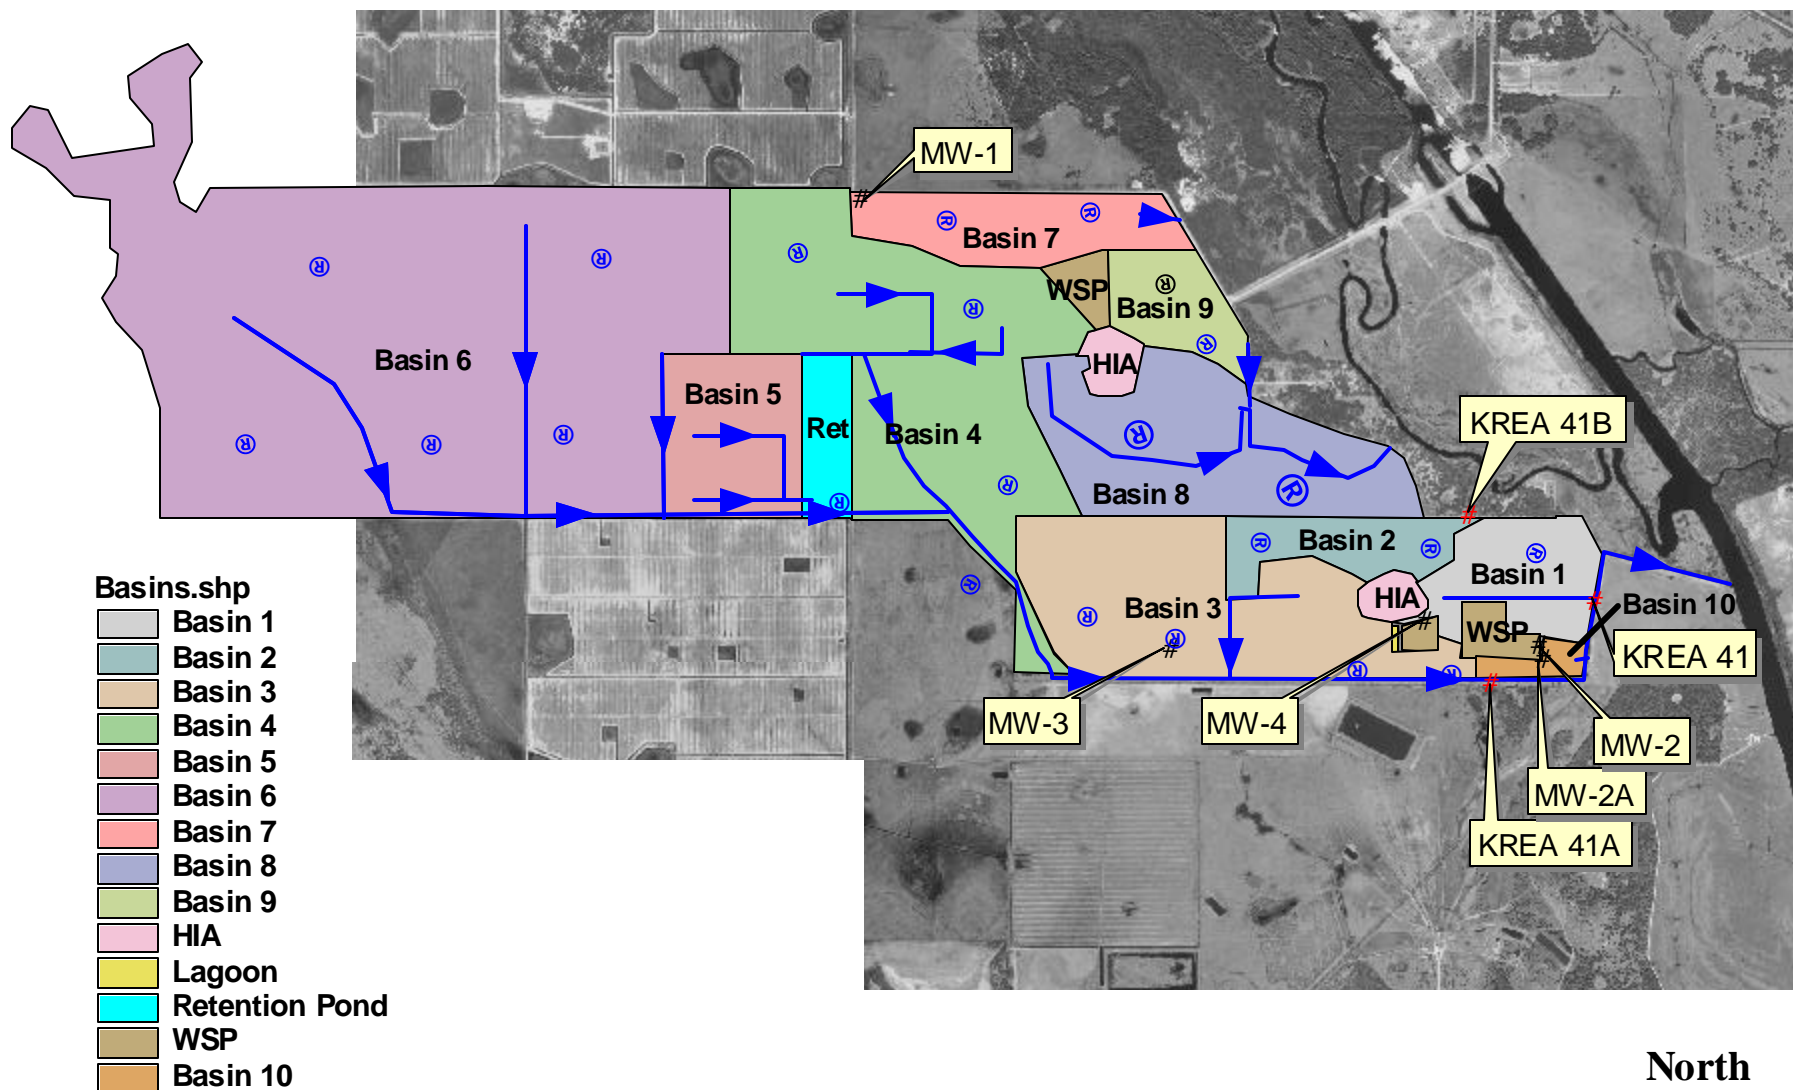 MW-1
Basin 7
WSP
Basin 9
Basin 6
HIA
Basin 5
Ret
Basin 4
KREA 41B
Basin 8
Basin 2
Basin 1
HIA
Basin 3
Basin 10
WSP
KREA 41
MW-3
MW-4
MW-2
MW-2A
KREA 41A
Basins.shp
Basin 1
Basin 2
Basin 3
Basin 4
Basin 5
Basin 6
Basin 7
Basin 8
Basin 9
HIA
Lagoon
Retention Pond
WSP
Basin 10
North
® ® ® ® ® ® ® ® ® ® ® ® ® ® ® ® ® ® ® ® ® ® ® ® ®
# # # # # # # #